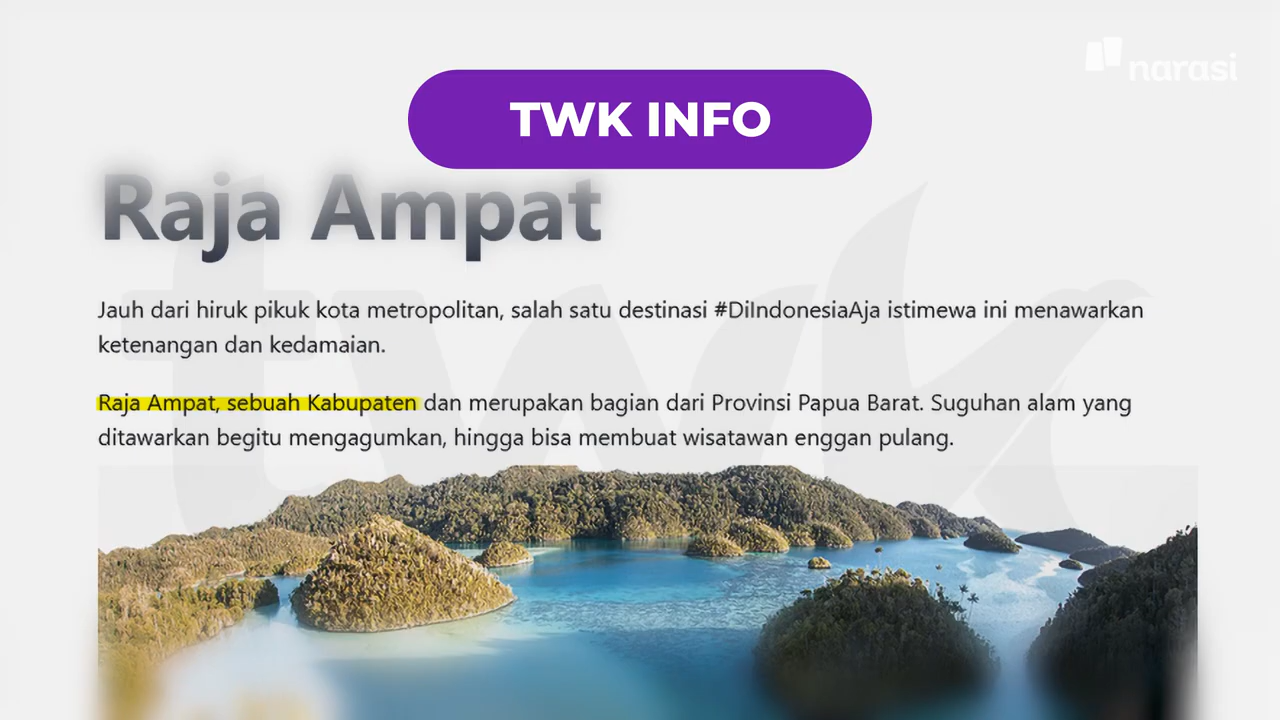 narasi
TWK INFO
Raja Ampat
Jauh dari hiruk pikuk kota metropolitan, salah satu destinasi #DiIndonesiaAja istimewa ini menawarkan
ketenangan dan kedamaian.
Raja Ampat, sebuah Kabupaten dan merupakan bagian dari Provinsi Papua Barat. Suguhan alam yang
ditawarkan begitu mengagumkan, hingga bisa membuat wisatawan enggan pulang.
twk